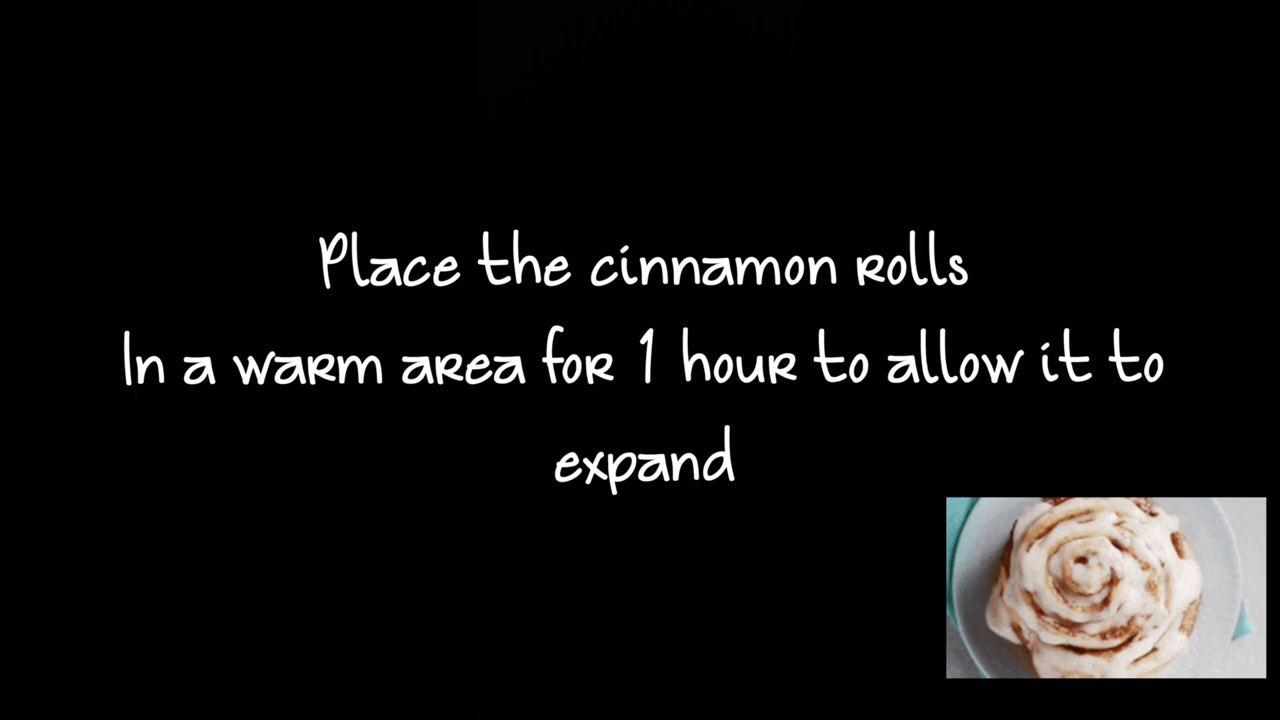 Place the cinnamon rolls
In a warm area for 1 hour to allow it to
expand